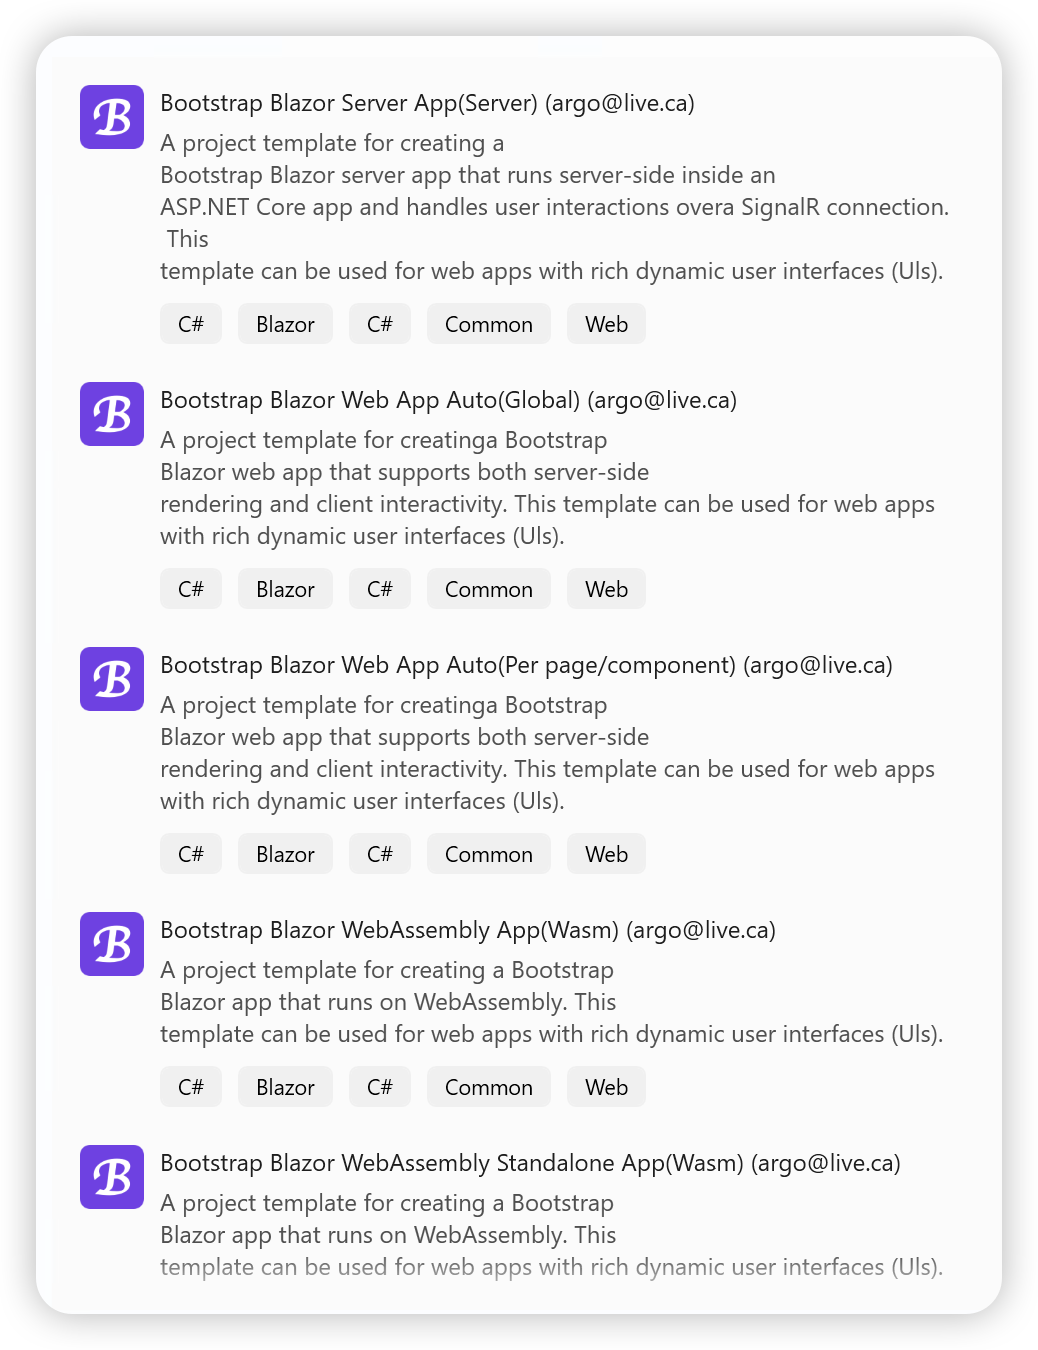 Bootstrap Blazor Server App(Server) (argo@live.ca)
A project template for creating a
Bootstrap Blazor server app that runs server-side inside an
ASP.NET Core app and handles user interactions overa SignalR connection.
This
template can be used for web apps with rich dynamic user interfaces (Uls).
C# Blazor C# Common Web
Bootstrap Blazor Web App Auto(Global) (argo@live.ca)
A project template for creatinga Bootstrap
Blazor web app that supports both server-side
rendering and client interactivity. This template can be used for web apps
with rich dynamic user interfaces (Uls).
C# Blazor C# Common Web
Bootstrap Blazor Web App Auto(Per page/component) (argo@live.ca)
A project template for creatinga Bootstrap
Blazor web app that supports both server-side
rendering and client interactivity. This template can be used for web apps
with rich dynamic user interfaces (Uls).
C# Blazor C# Common Web
Bootstrap Blazor WebAssembly App(Wasm) (argo@live.ca)
A project template for creating a Bootstrap
Blazor app that runs on WebAssembly. This
template can be used for web apps with rich dynamic user interfaces (Uls).
C# Blazor C# Common Web
Bootstrap Blazor WebAssembly Standalone App(Wasm) (argo@live.ca)
A project template for creating a Bootstrap
Blazor app that runs on WebAssembly. This
template can be used for web apps with rich dynamic user interfaces (Uls).